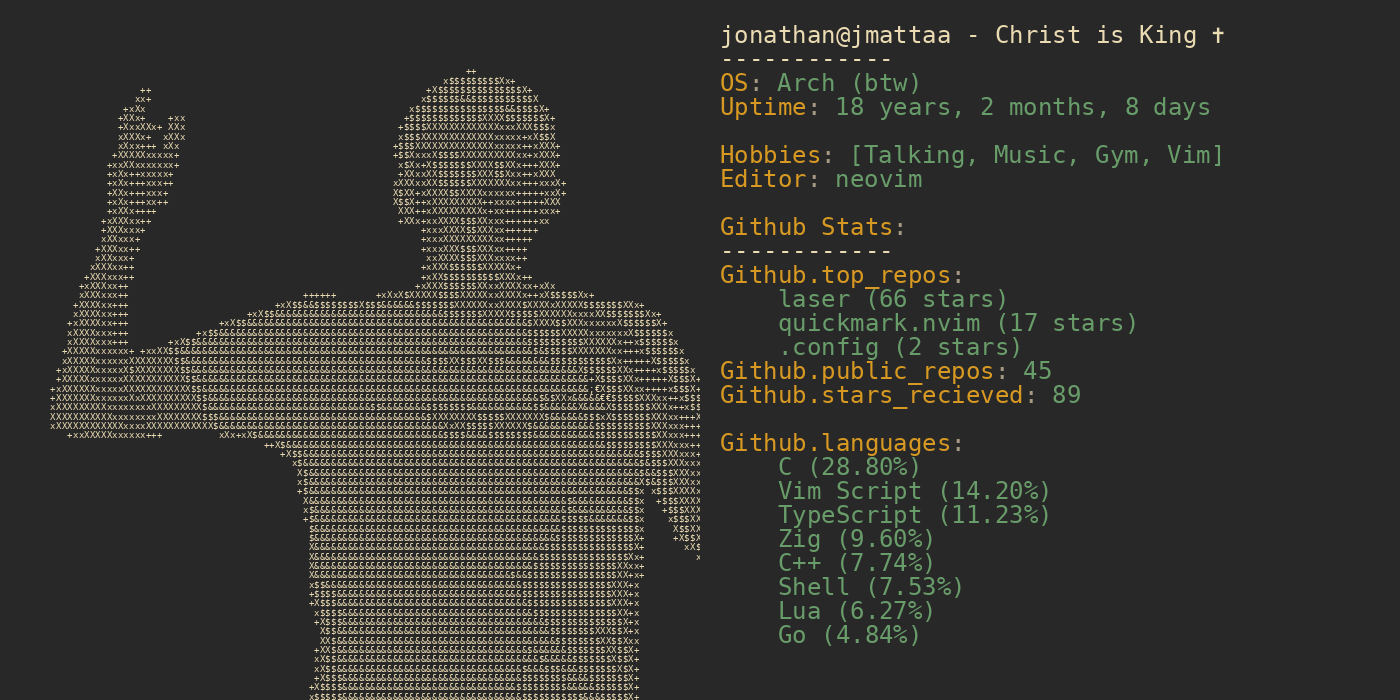 jonathan@jmattaa - Christ is King ✝
------------
OS: Arch (btw)
Uptime: 18 years, 2 months, 8 days
Hobbies: [Talking, Music, Gym, Vim]
Editor: neovim
Github Stats:
------------
Github.top_repos:
laser (66 stars)
quickmark.nvim (17 stars)
.config (2 stars)
Github.public_repos: 45
Github.stars_recieved: 89
Github.languages:
C (28.80%)
Vim Script (14.20%)
TypeScript (11.23%)
Zig (9.60%)
C++ (7.74%)
Shell (7.53%)
Lua (6.27%)
Go (4.84%)